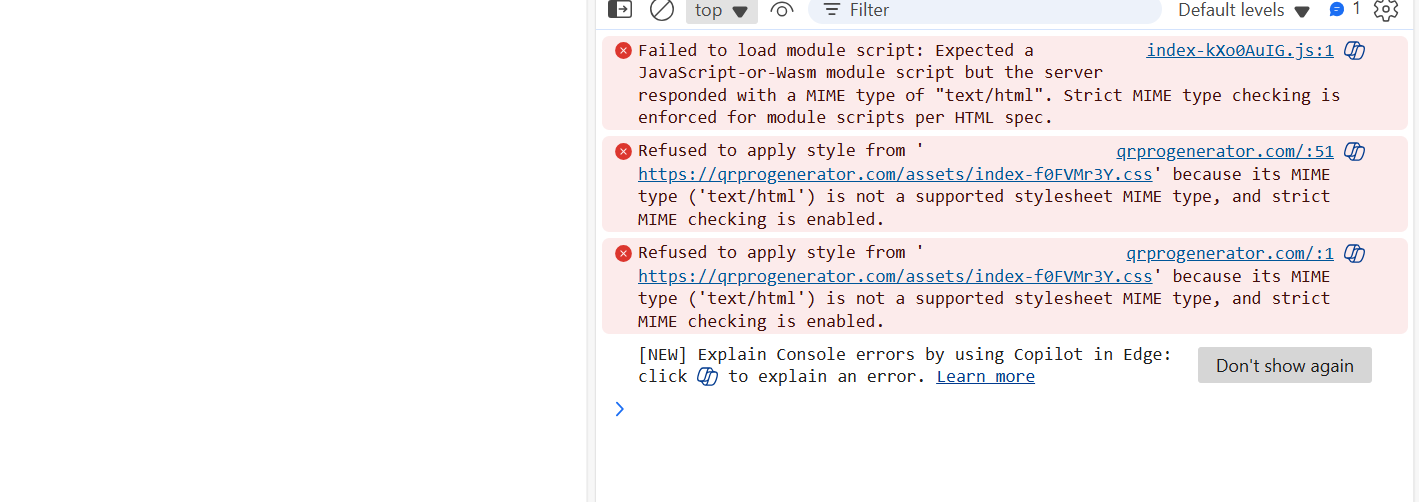 top Filter Default levels 1
Failed to load module script: Expected a index-kXo0AuIG.js:1
JavaScript-or-Wasm module script but the server
responded with a MIME type of "text/html". Strict MIME type checking is
enforced for module scripts per HTML spec.
Refused to apply style from ' qrprogenerator.com/:51
https://qrprogenerator.com/assets/index-f0FVMr3Y.css' because its MIME
type ('text/html') is not a supported stylesheet MIME type, and strict
MIME checking is enabled.
Refused to apply style from ' qrprogenerator.com/:1
https://qrprogenerator.com/assets/index-f0FVMr3Y.css' because its MIME
type ('text/html') is not a supported stylesheet MIME type, and strict
MIME checking is enabled.
[NEW] Explain Console errors by using Copilot in Edge:
click to explain an error. Learn more
Don't show again